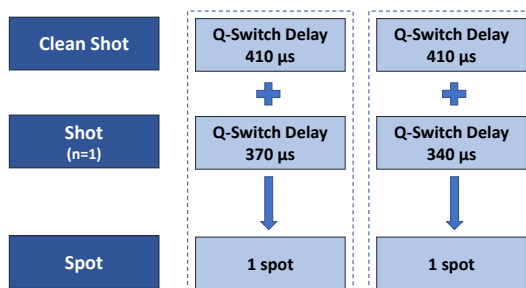 Clean Shot
Q-Switch Delay
410 µs
Q-Switch Delay
410 µs
Shot
(n=1)
Q-Switch Delay
370 µs
Q-Switch Delay
340 µs
Spot
1 spot
1 spot